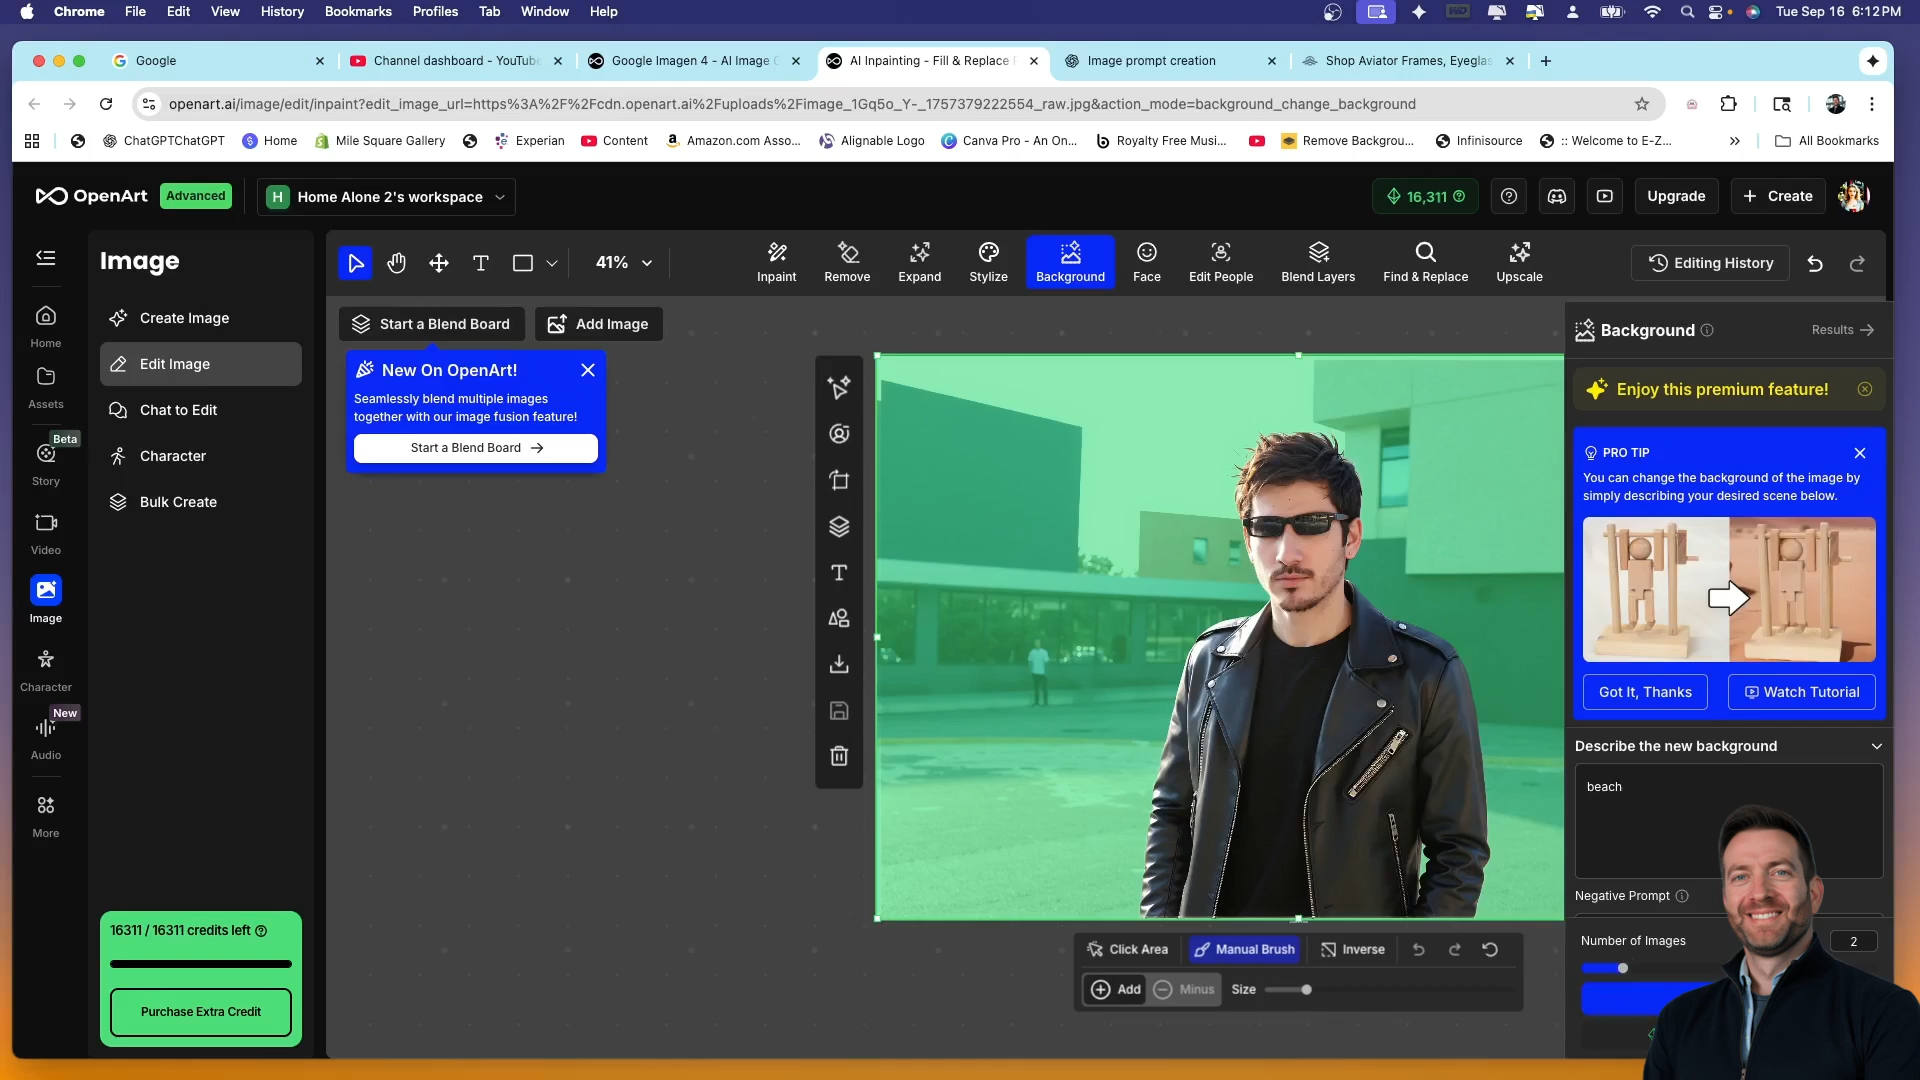 Chrome File Edit View History Bookmarks Profiles Tab Window Help
WD
Tue Sep 16 6:12 PM
Google
Channel dashboard - YouTube
Google Imagen 4 - AI Image
AI Inpainting - Fill & Replace
Image prompt creation
Shop Aviator Frames, Eyeglas
openart.ai/image/edit/inpaint?edit_image_url=https%3A%2F%2Fcdn.openart.ai%2Fuploads%2Fimage_1Gq5o_Y-_1757379222554_raw.jpg&action_mode=background_change_background
ChatGPTChatGPT
Home
Mile Square Gallery
Experian
Content
Amazon.com Asso...
Alignable Logo
Canva Pro - An On...
Royalty Free Musi...
Remove Backgrou...
Infinisource
:: Welcome to E-Z...
All Bookmarks
OpenArt
Advanced
H Home Alone 2's workspace
16,311
Upgrade
Create
Home
Assets
Beta
Story
Video
Image
Character
New
Audio
More
Image
Create Image
Edit Image
Chat to Edit
Character
Bulk Create
16311 / 16311 credits left
Purchase Extra Credit
41%
Inpaint
Remove
Expand
Stylize
Background
Face
Edit People
Blend Layers
Find & Replace
Upscale
Editing History
Start a Blend Board
Add Image
New On OpenArt!
Seamlessly blend multiple images
together with our image fusion feature!
Start a Blend Board
Click Area
Manual Brush
Inverse
Add
Minus
Size
Background
Results
Enjoy this premium feature!
PRO TIP
You can change the background of the image by
simply describing your desired scene below.
Got It, Thanks
Watch Tutorial
Describe the new background
beach
Negative Prompt
Number of Images
2